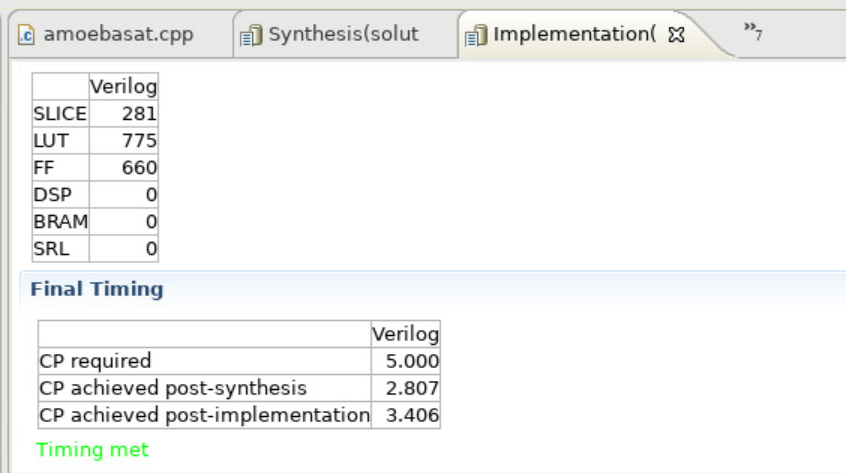 amoebasat.cpp Synthesis(solut Implementation( »7
Verilog
SLICE 281
LUT 775
FF 660
DSP 0
BRAM 0
SRL 0
Final Timing
Verilog
CP required 5.000
CP achieved post-synthesis 2.807
CP achieved post-implementation 3.406
Timing met